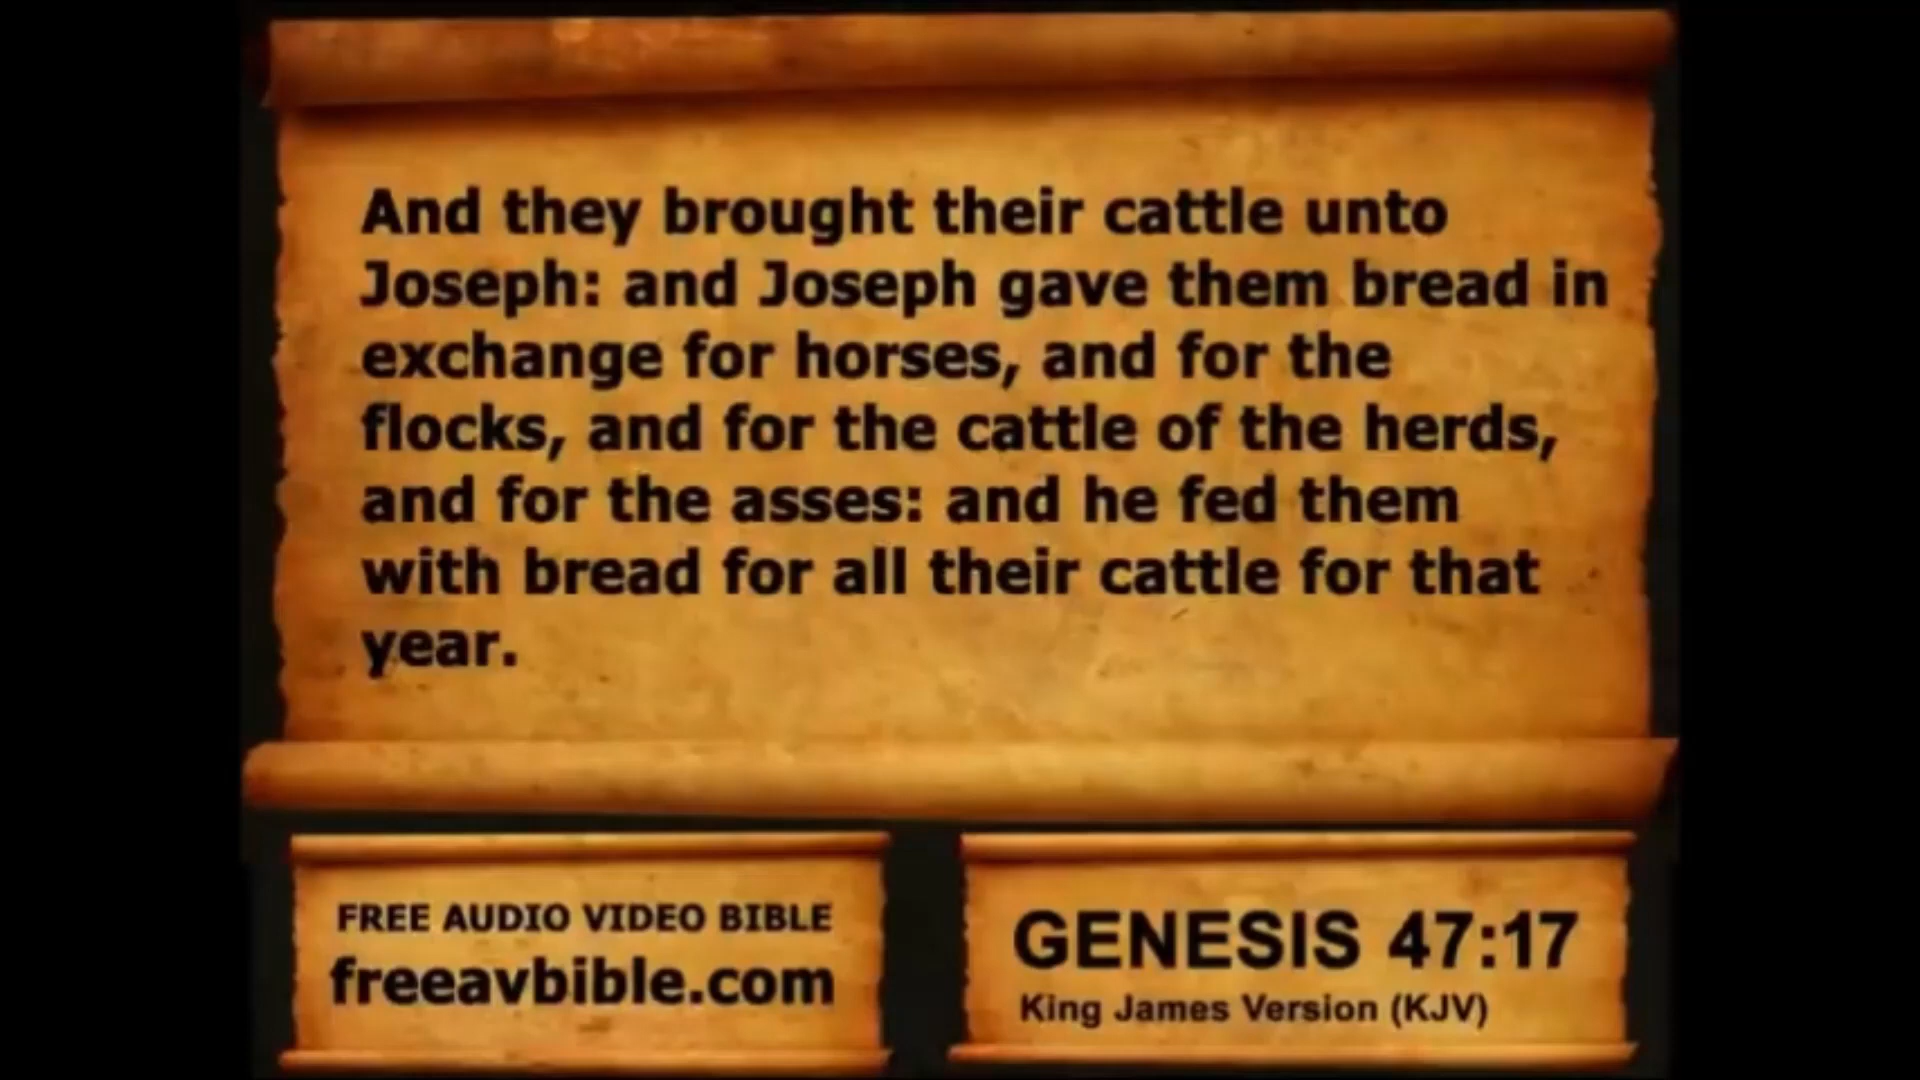 And they brought their cattle unto
Joseph: and Joseph gave them bread in
exchange for horses, and for the
flocks, and for the cattle of the herds,
and for the asses: and he fed them
with bread for all their cattle for that
year.
FREE AUDIO VIDEO BIBLE
freeavbible.com
GENESIS 47:17
King James Version (KJV)